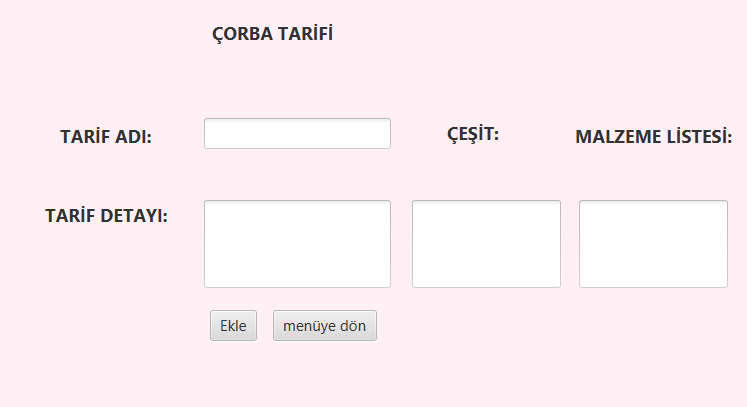 ÇORBA TARİFİ
TARİF ADI:
ÇEŞİT:
MALZEME LİSTESİ:
TARİF DETAYI:
Ekle
menüye dön